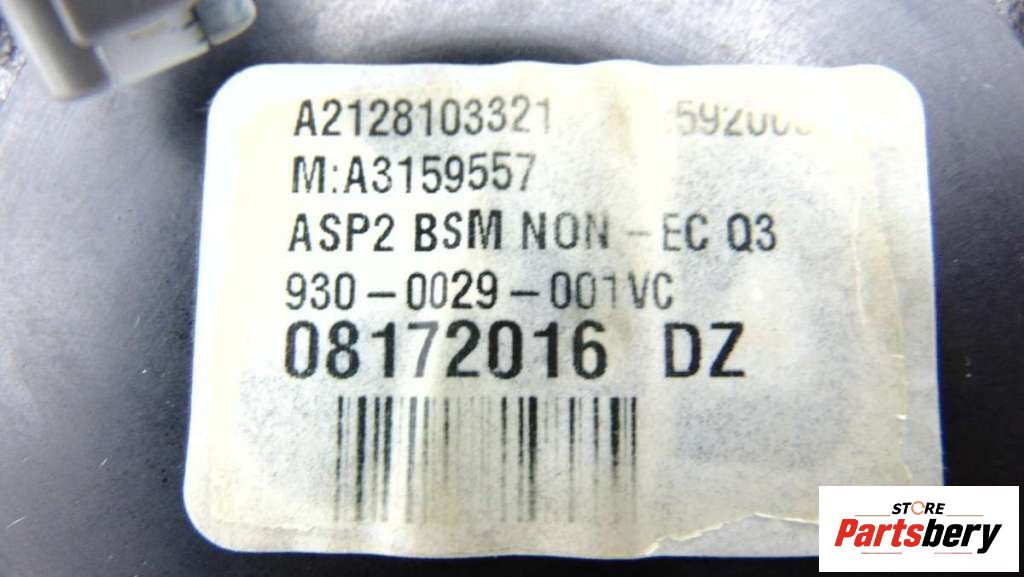 A2128103321
M:A3159557
ASP2 BSM NON - EC Q3
930-0029-001VC
08172016 DZ
STORE
Partsbery